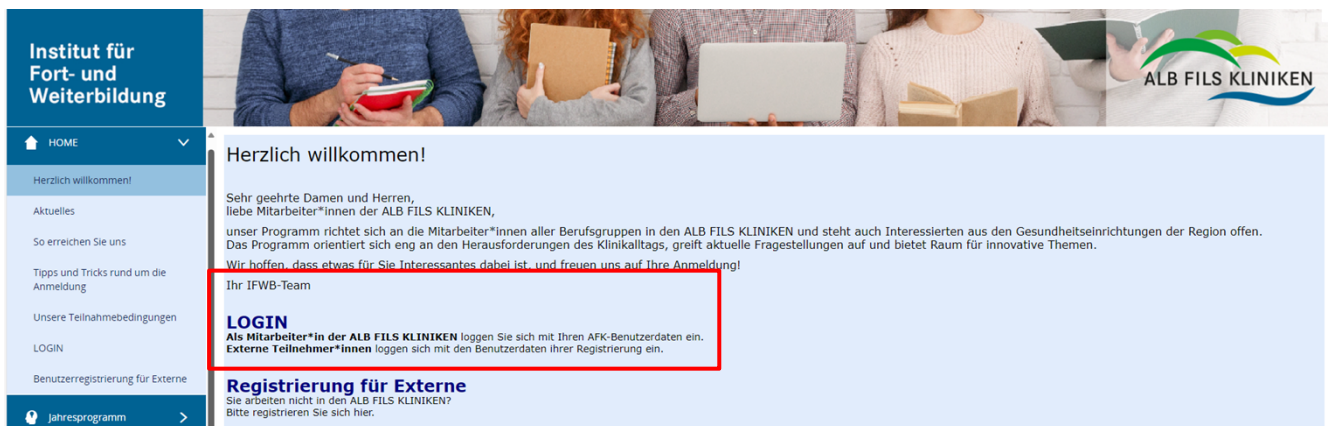 Institut für
Fort- und
Weiterbildung
ALB FILS KLINIKEN
HOME
Herzlich willkommen!
Aktuelles
So erreichen Sie uns
Tipps und Tricks rund um die
Anmeldung
Unsere Teilnahmebedingungen
LOGIN
Benutzerregistrierung für Externe
Jahresprogramm
Herzlich willkommen!
Sehr geehrte Damen und Herren,
liebe Mitarbeiter*innen der ALB FILS KLINIKEN,
unser Programm richtet sich an die Mitarbeiter*innen aller Berufsgruppen in den ALB FILS KLINIKEN und steht auch Interessierten aus den Gesundheitseinrichtungen der Region offen.
Das Programm orientiert sich eng an den Herausforderungen des Klinikalltags, greift aktuelle Fragestellungen auf und bietet Raum für innovative Themen.
Wir hoffen, dass etwas für Sie Interessantes dabei ist, und freuen uns auf Ihre Anmeldung!
Ihr IFWB-Team
LOGIN
Als Mitarbeiter*in der ALB FILS KLINIKEN loggen Sie sich mit Ihren AFK-Benutzerdaten ein.
Externe Teilnehmer*innen loggen sich mit den Benutzerdaten ihrer Registrierung ein.
Registrierung für Externe
Sie arbeiten nicht in den ALB FILS KLINIKEN?
Bitte registrieren Sie sich hier.